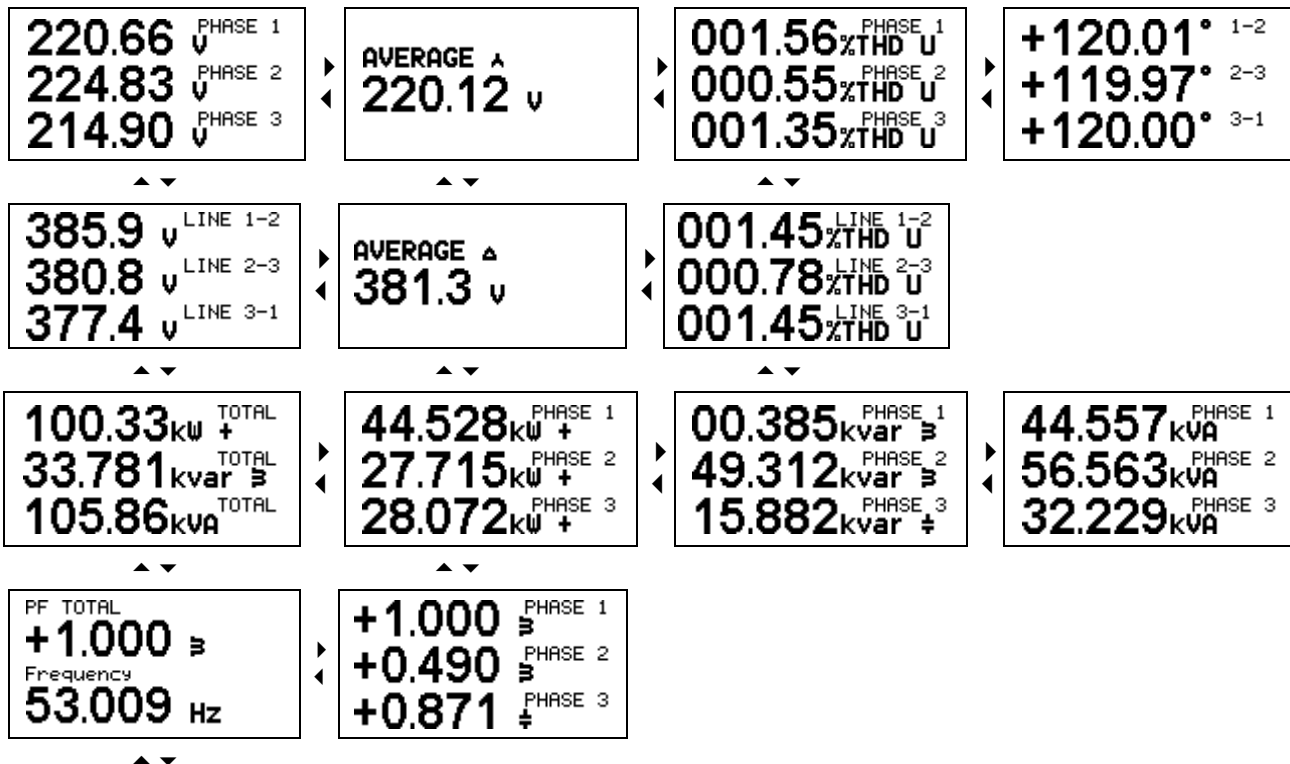 220.66 V PHASE 1
224.83 V PHASE 2
214.90 V PHASE 3
AVERAGE
220.12 V
001.56 %THD U PHASE 1
000.55 %THD U PHASE 2
001.35 %THD U PHASE 3
+120.01° 1-2
+119.97° 2-3
+120.00° 3-1
385.9 V LINE 1-2
380.8 V LINE 2-3
377.4 V LINE 3-1
AVERAGE Δ
381.3 V
001.45 %THD U LINE 1-2
000.78 %THD U LINE 2-3
001.45 %THD U LINE 3-1
100.33 kW + TOTAL
33.781 kvar TOTAL
105.86 kVA TOTAL
44.528 kW + PHASE 1
27.715 kW + PHASE 2
28.072 kW + PHASE 3
00.385 kvar PHASE 1
49.312 kvar PHASE 2
15.882 kvar PHASE 3
44.557 kVA PHASE 1
56.563 kVA PHASE 2
32.229 kVA PHASE 3
PF TOTAL
+1.000
Frequency
53.009 Hz
+1.000 PHASE 1
+0.490 PHASE 2
+0.871 PHASE 3